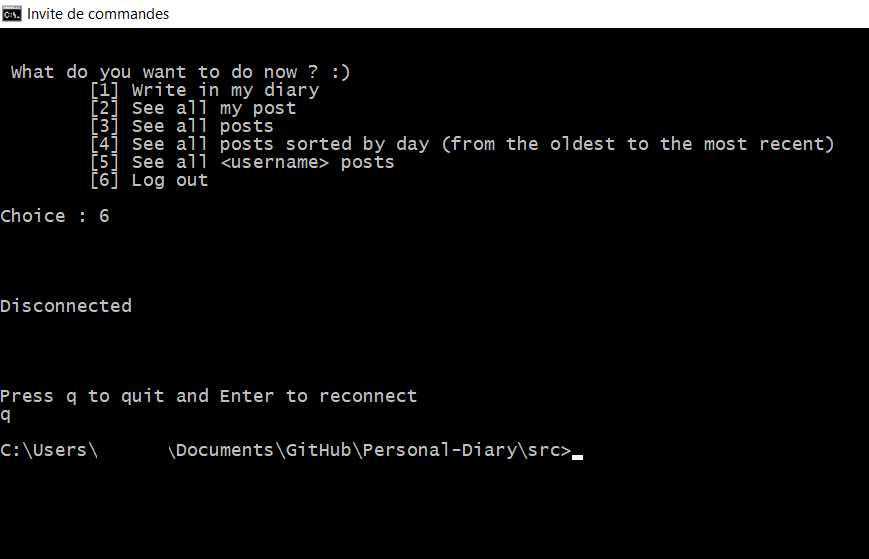 Invite de commandes
What do you want to do now ? :)
[1] Write in my diary
[2] See all my post
[3] See all posts
[4] See all posts sorted by day (from the oldest to the most recent)
[5] See all <username> posts
[6] Log out
Choice : 6
Disconnected
Press q to quit and Enter to reconnect
q
C:\Users\ \Documents\GitHub\Personal-Diary\src>